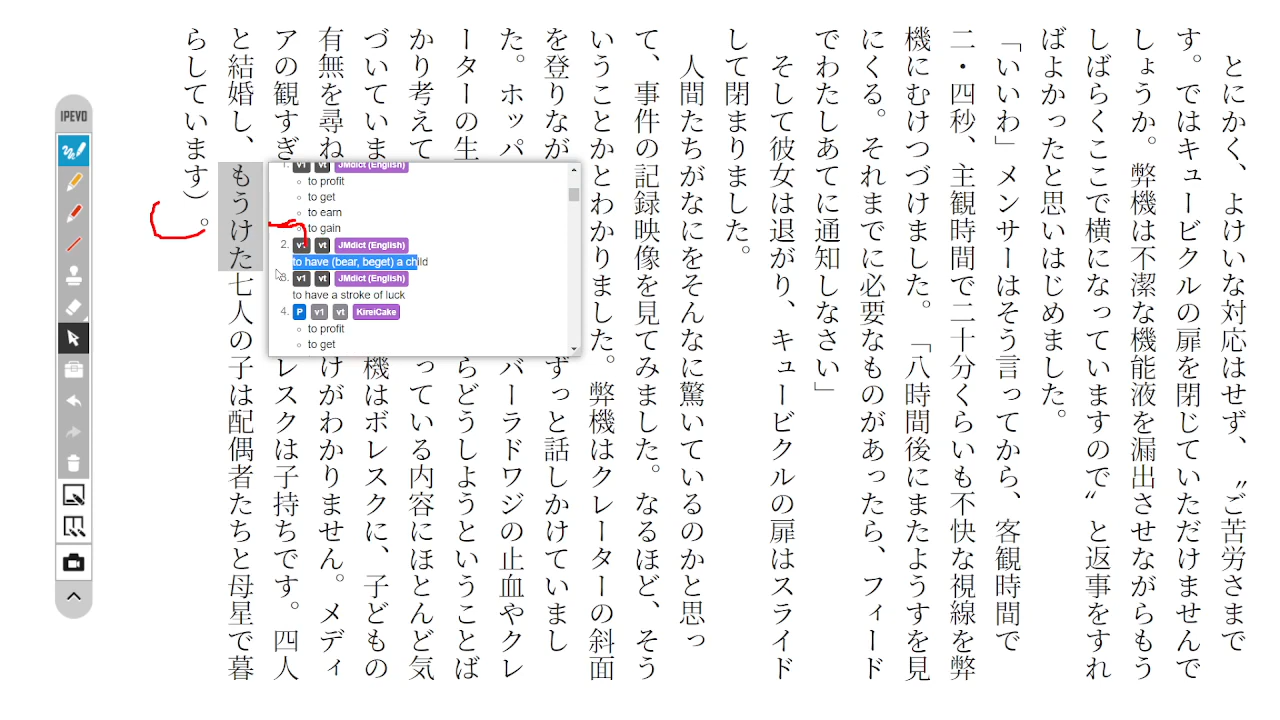 とにかく、よけいな対応はせず、〝ご苦労さまで
す。ではキュービクルの扉を閉じていただけませんで
しょうか。弊機は不潔な機能液を漏出させながらもう
しばらくここで横になっていますので〟と返事をすれ
ばよかったと思いはじめました。
「いいわ」メンサーはそう言ってから、客観時間で
二・四秒、主観時間で二十分くらいも不快な視線を弊
機にむけつづけました。「八時間後にまたようすを見
にくる。それまでに必要なものがあったら、フィード
でわたしあてに通知しなさい」
そして彼女は退がり、キュービクルの扉はスライド
して閉まりました。
人間たちがなにをそんなに驚いているのかと思っ
て、事件の記録映像を見てみました。なるほど、そう
いうことかとわかりました。弊機はクレーターの斜面
を登りなが ずっと話しかけていまし
た。ホッパ バーラドワジの止血やクレ
ーターの生 らどうしようということば
かり考えて っている内容にほとんど気
づいていま 機はボレスクに、子どもの
有無を尋ね けがわかりません。メディ
アの観すぎ レスクは子持ちです。四人
と結婚し、もうけた七人の子は配偶者たちと母星で暮
らしています)。
1. v1 vt JMdict (English)
to profit
to get
to earn
to gain
2. vt JMdict (English)
to have (bear, beget) a child
3. v1 vt JMdict (English)
to have a stroke of luck
4. P v1 vt KireiCake
to profit
to get
IPEVO